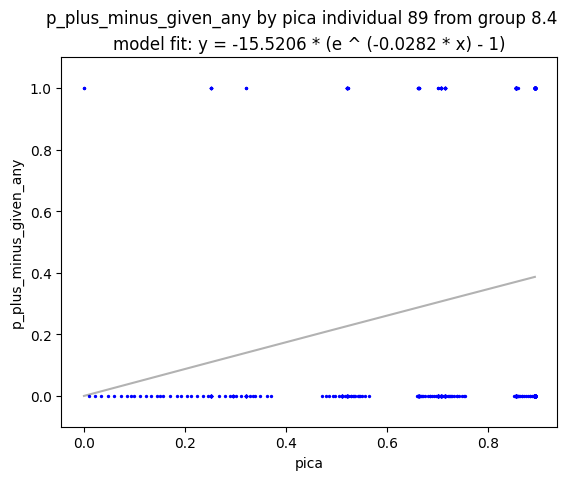 p_plus_minus_given_any by pica individual 89 from group 8.4
model fit: y = -15.5206 * (e ^ (-0.0282 * x) - 1)
1.0
0.8
0.6
0.4
0.2
0.0
p_plus_minus_given_any
0.0 0.2 0.4 0.6 0.8
pica